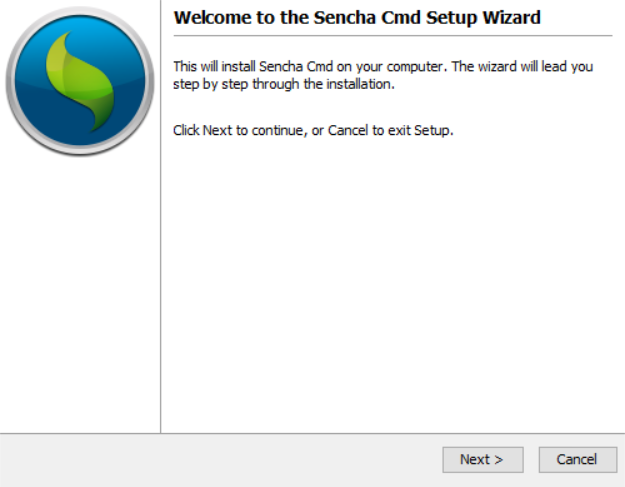 Welcome to the Sencha Cmd Setup Wizard
This will install Sencha Cmd on your computer. The wizard will lead you
step by step through the installation.
Click Next to continue, or Cancel to exit Setup.
Next >
Cancel